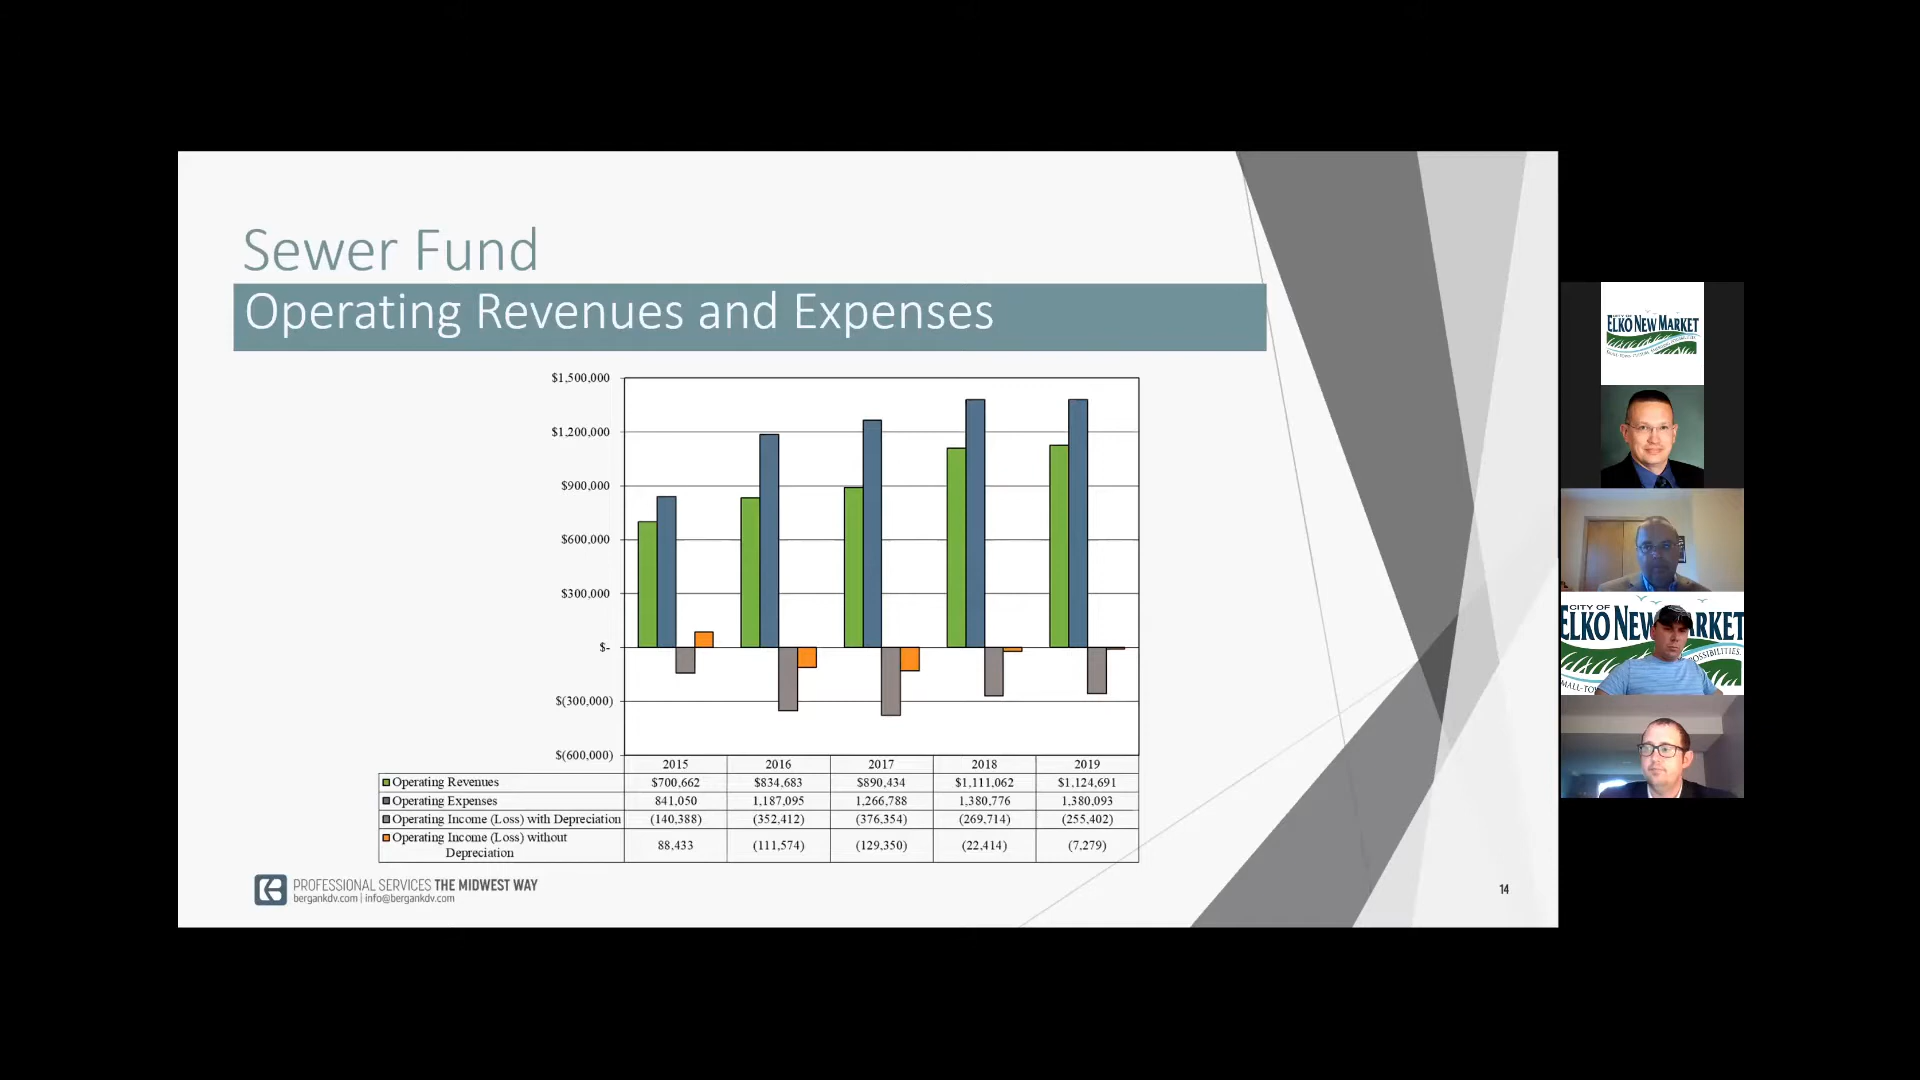 Sewer Fund
Operating Revenues and Expenses
$1,500,000
$1,200,000
$900,000
$600,000
$300,000
$-
$(300,000)
$(600,000)
2015 2016 2017 2018 2019
Operating Revenues $700,662 $834,683 $890,434 $1,111,062 $1,124,691
Operating Expenses 841,050 1,187,095 1,266,788 1,380,776 1,380,093
Operating Income (Loss) with Depreciation (140,388) (352,412) (376,354) (269,714) (255,402)
Operating Income (Loss) without
Depreciation 88,433 (111,574) (129,350) (22,414) (7,279)
PROFESSIONAL SERVICES THE MIDWEST WAY
bergankdv.com | info@bergankdv.com
14
CITY OF
ELKO NEW MARKET
CITY OF
ELKO NEW MARKET
POSSIBILITIES.